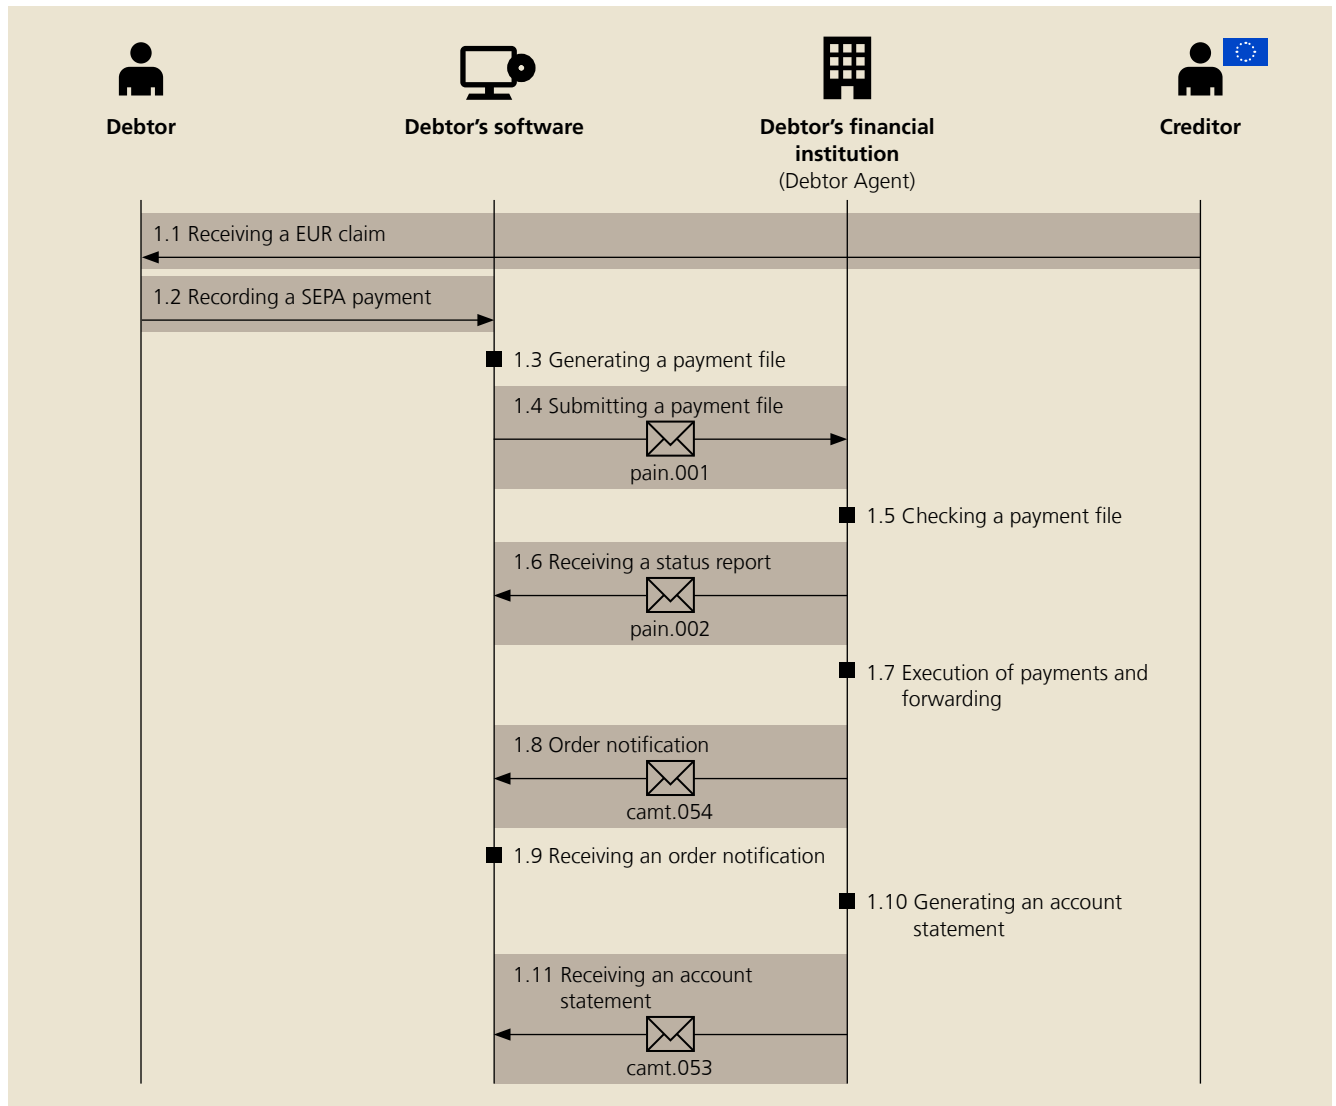 Debtor
Debtor’s software
Debtor’s financial
institution
(Debtor Agent)
Creditor
1.1 Receiving a EUR claim
1.2 Recording a SEPA payment
1.3 Generating a payment file
1.4 Submitting a payment file
pain.001
1.5 Checking a payment file
1.6 Receiving a status report
pain.002
1.7 Execution of payments and
forwarding
1.8 Order notification
camt.054
1.9 Receiving an order notification
1.10 Generating an account
statement
1.11 Receiving an account
statement
camt.053